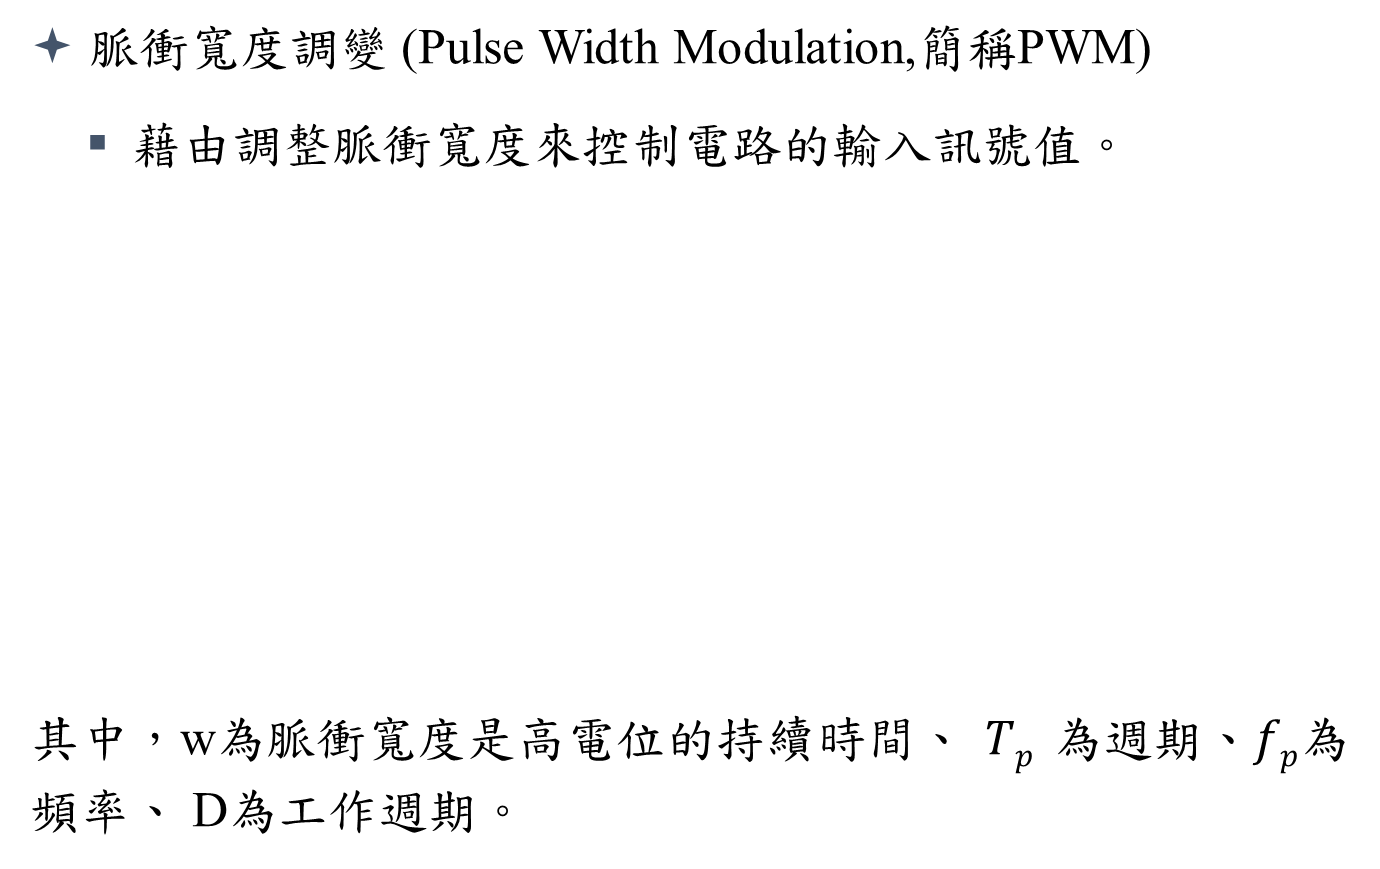 脈衝寬度調變 (Pulse Width Modulation,簡稱PWM)
藉由調整脈衝寬度來控制電路的輸入訊號值。
其中，w為脈衝寬度是高電位的持續時間、 Tₚ 為週期、fₚ為
頻率、 D為工作週期。